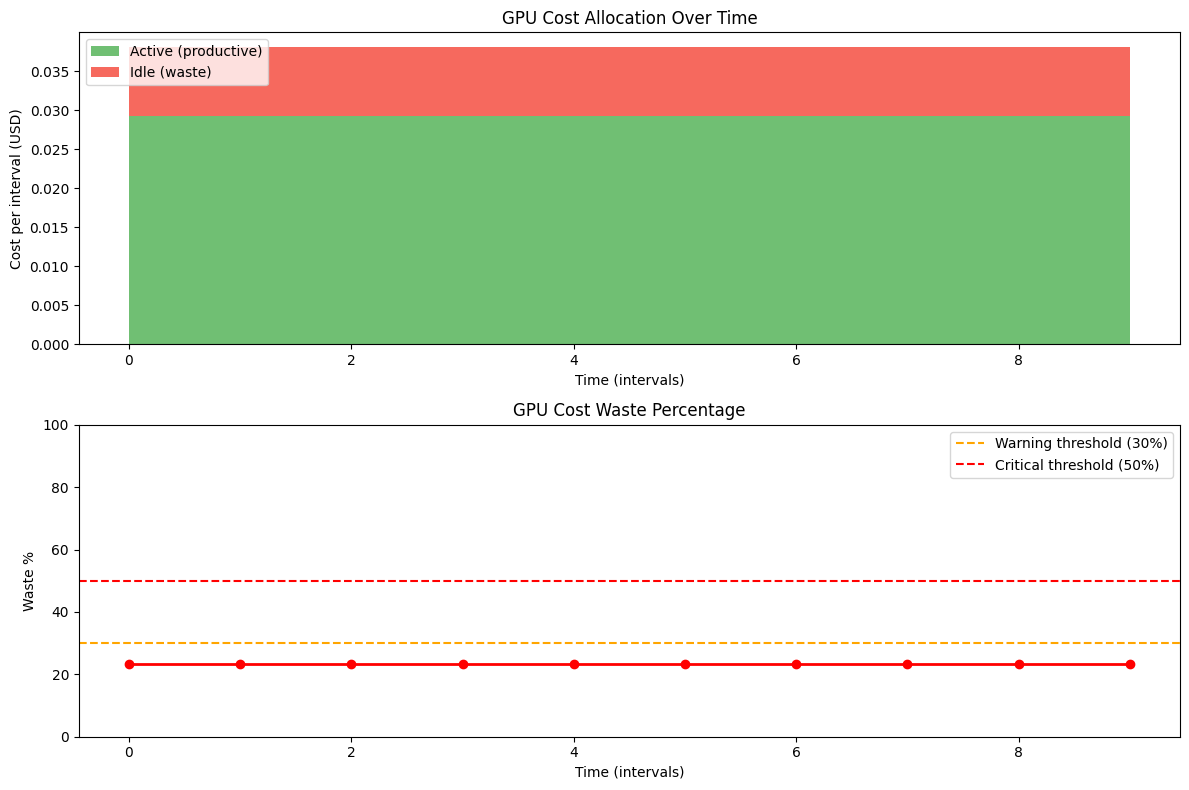 GPU Cost Allocation Over Time
Active (productive)
Idle (waste)
Cost per interval (USD)
0.035
0.030
0.025
0.020
0.015
0.010
0.005
0.000
0 2 4 6 8
Time (intervals)
GPU Cost Waste Percentage
Warning threshold (30%)
Critical threshold (50%)
Waste %
100
80
60
40
20
0
0 2 4 6 8
Time (intervals)